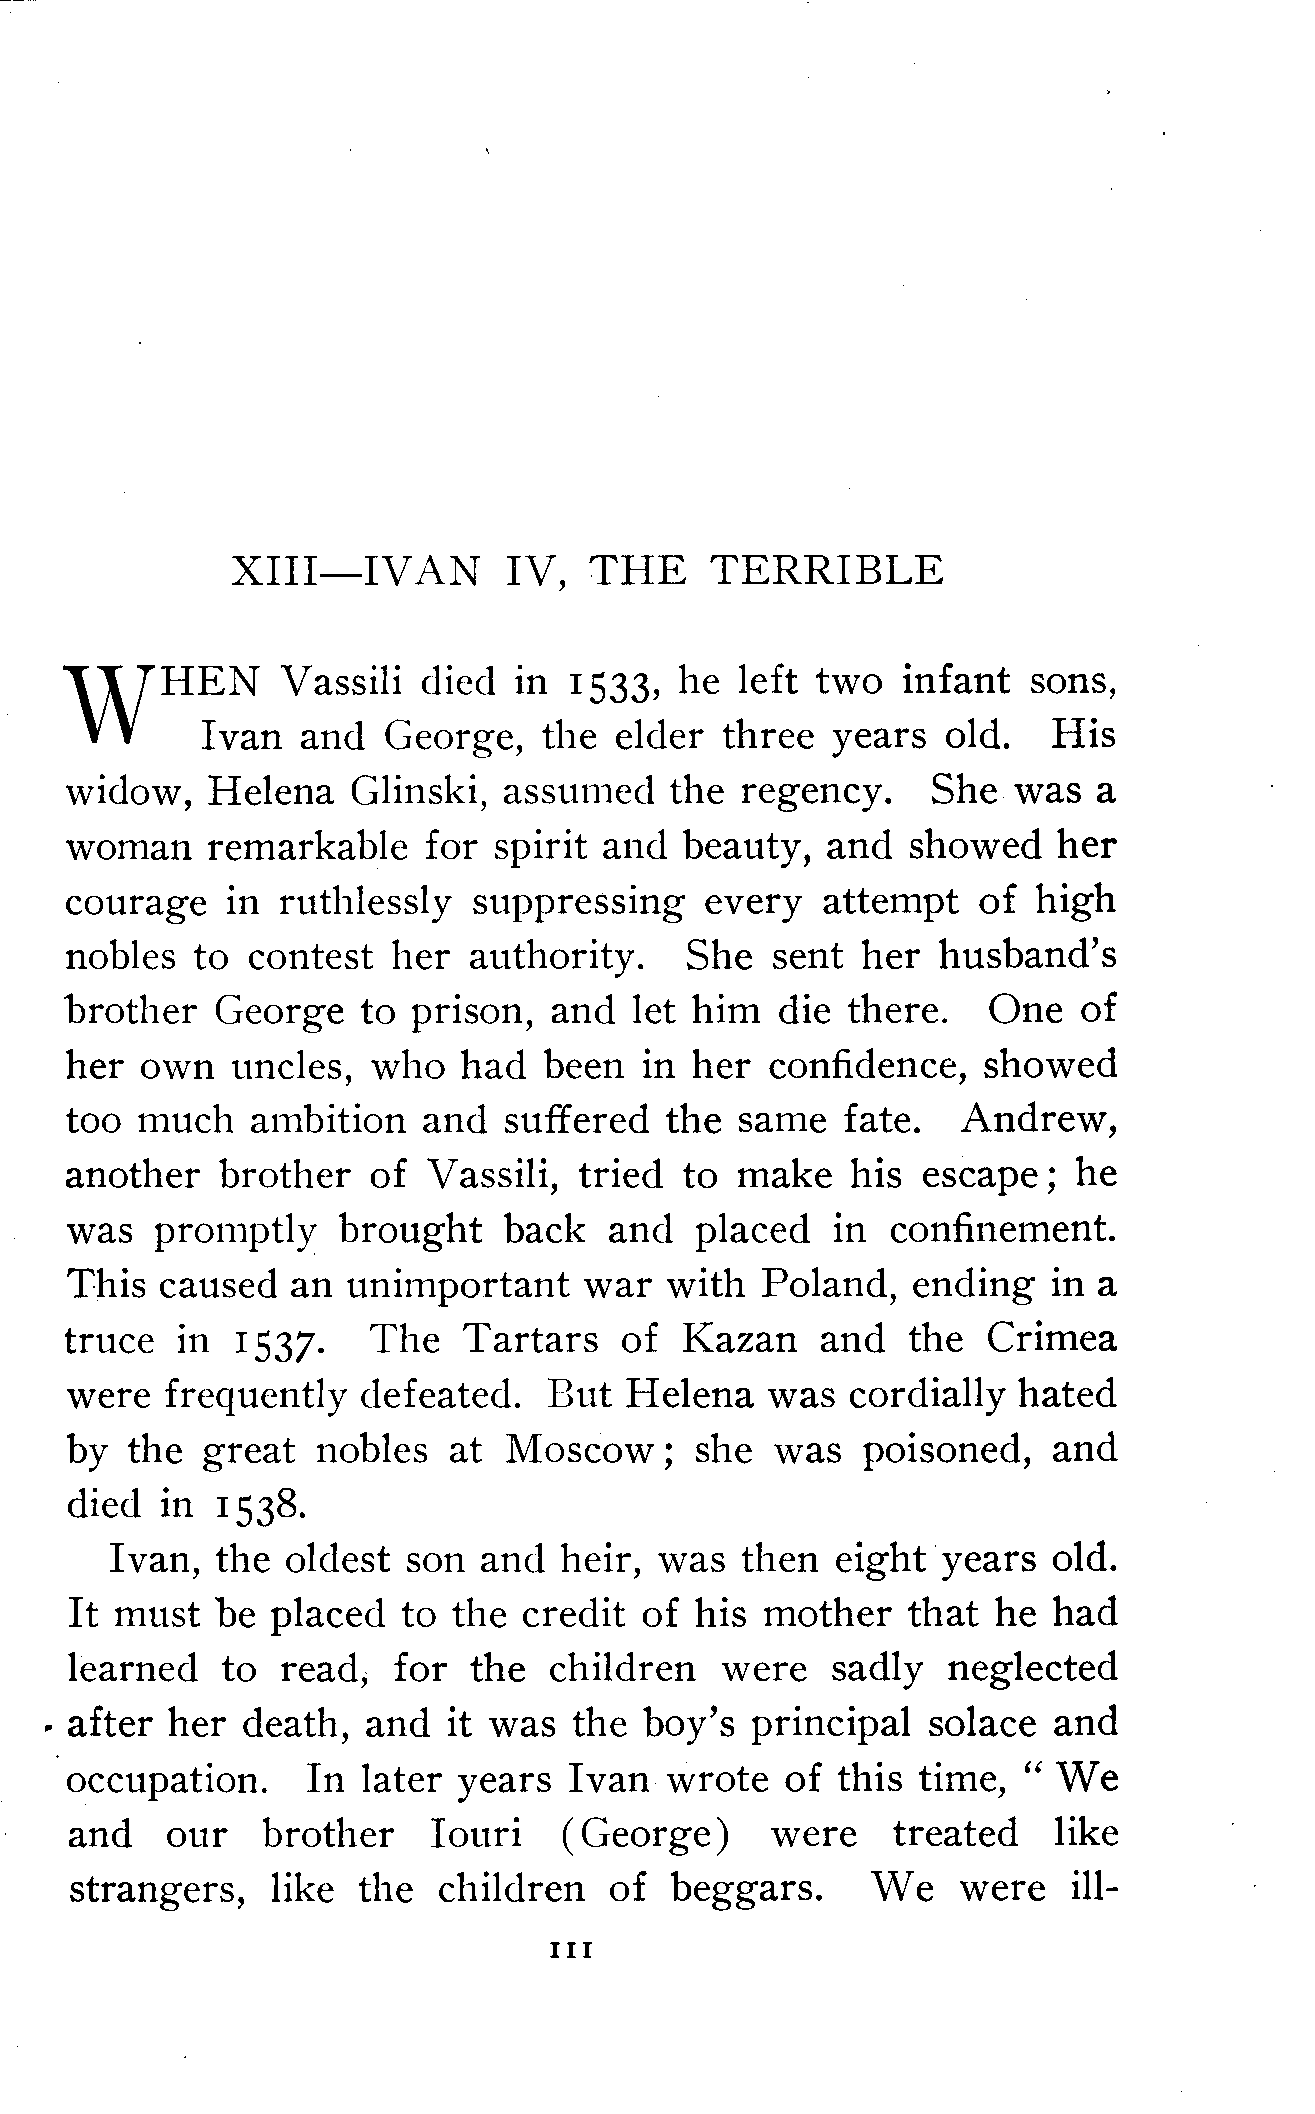 XIII—IVAN IV, THE TERRIBLE
WHEN Vassili died in 1533, he left two infant sons,
Ivan and George, the elder three years old. His
widow, Helena Glinski, assumed the regency. She was a
woman remarkable for spirit and beauty, and showed her
courage in ruthlessly suppressing every attempt of high
nobles to contest her authority. She sent her husband's
brother George to prison, and let him die there. One of
her own uncles, who had been in her confidence, showed
too much ambition and suffered the same fate. Andrew,
another brother of Vassili, tried to make his escape; he
was promptly brought back and placed in confinement.
This caused an unimportant war with Poland, ending in a
truce in 1537. The Tartars of Kazan and the Crimea
were frequently defeated. But Helena was cordially hated
by the great nobles at Moscow; she was poisoned, and
died in 1538.
Ivan, the oldest son and heir, was then eight years old.
It must be placed to the credit of his mother that he had
learned to read, for the children were sadly neglected
after her death, and it was the boy's principal solace and
occupation. In later years Ivan wrote of this time, " We
and our brother Iouri (George) were treated like
strangers, like the children of beggars. We were ill-
111